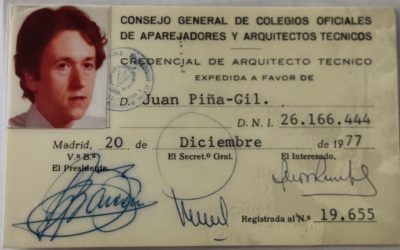 CONSEJO GENERAL DE COLEGIOS OFICIALES
DE APAREJADORES Y ARQUITECTOS TECNICOS
CREDENCIAL DE ARQUITECTO TECNICO
EXPEDIDA A FAVOR DE
D. Juan Piña-Gil.
D. N. I. 26.166.444
Madrid, 20 de Diciembre de 1977
V.º B.º El Secret.º Gral. El Interesado,
El Presidente
Registrada al N.º 19.655